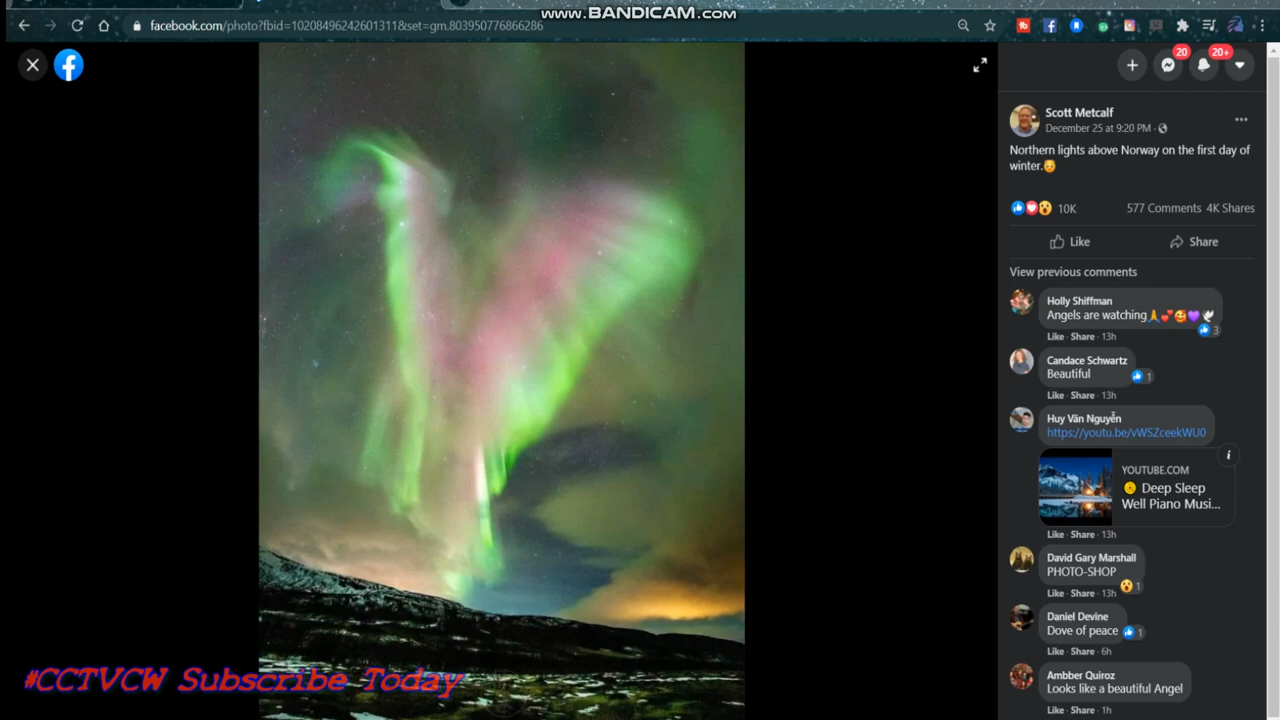 www.BANDICAM.com
facebook.com/photo?fbid=10208496242601311&set=gm.803950776866286
20
20+
Scott Metcalf
December 25 at 9:20 PM ·
Northern lights above Norway on the first day of
winter.😇
10K 577 Comments 4K Shares
Like Share
View previous comments
Holly Shiffman
Angels are watching🙏💕🥰💜🕊
3
Like · Share · 13h
Candace Schwartz
Beautiful
1
Like · Share · 13h
Huy Văn Nguyễn
https://youtu.be/vWSZceekWU0
YOUTUBE.COM
Deep Sleep
Well Piano Musi...
Like · Share · 13h
David Gary Marshall
PHOTO-SHOP
1
Like · Share · 13h
Daniel Devine
Dove of peace
1
Like · Share · 6h
Ambber Quiroz
Looks like a beautiful Angel
Like · Share · 1h
#CCTVCW Subscribe Today